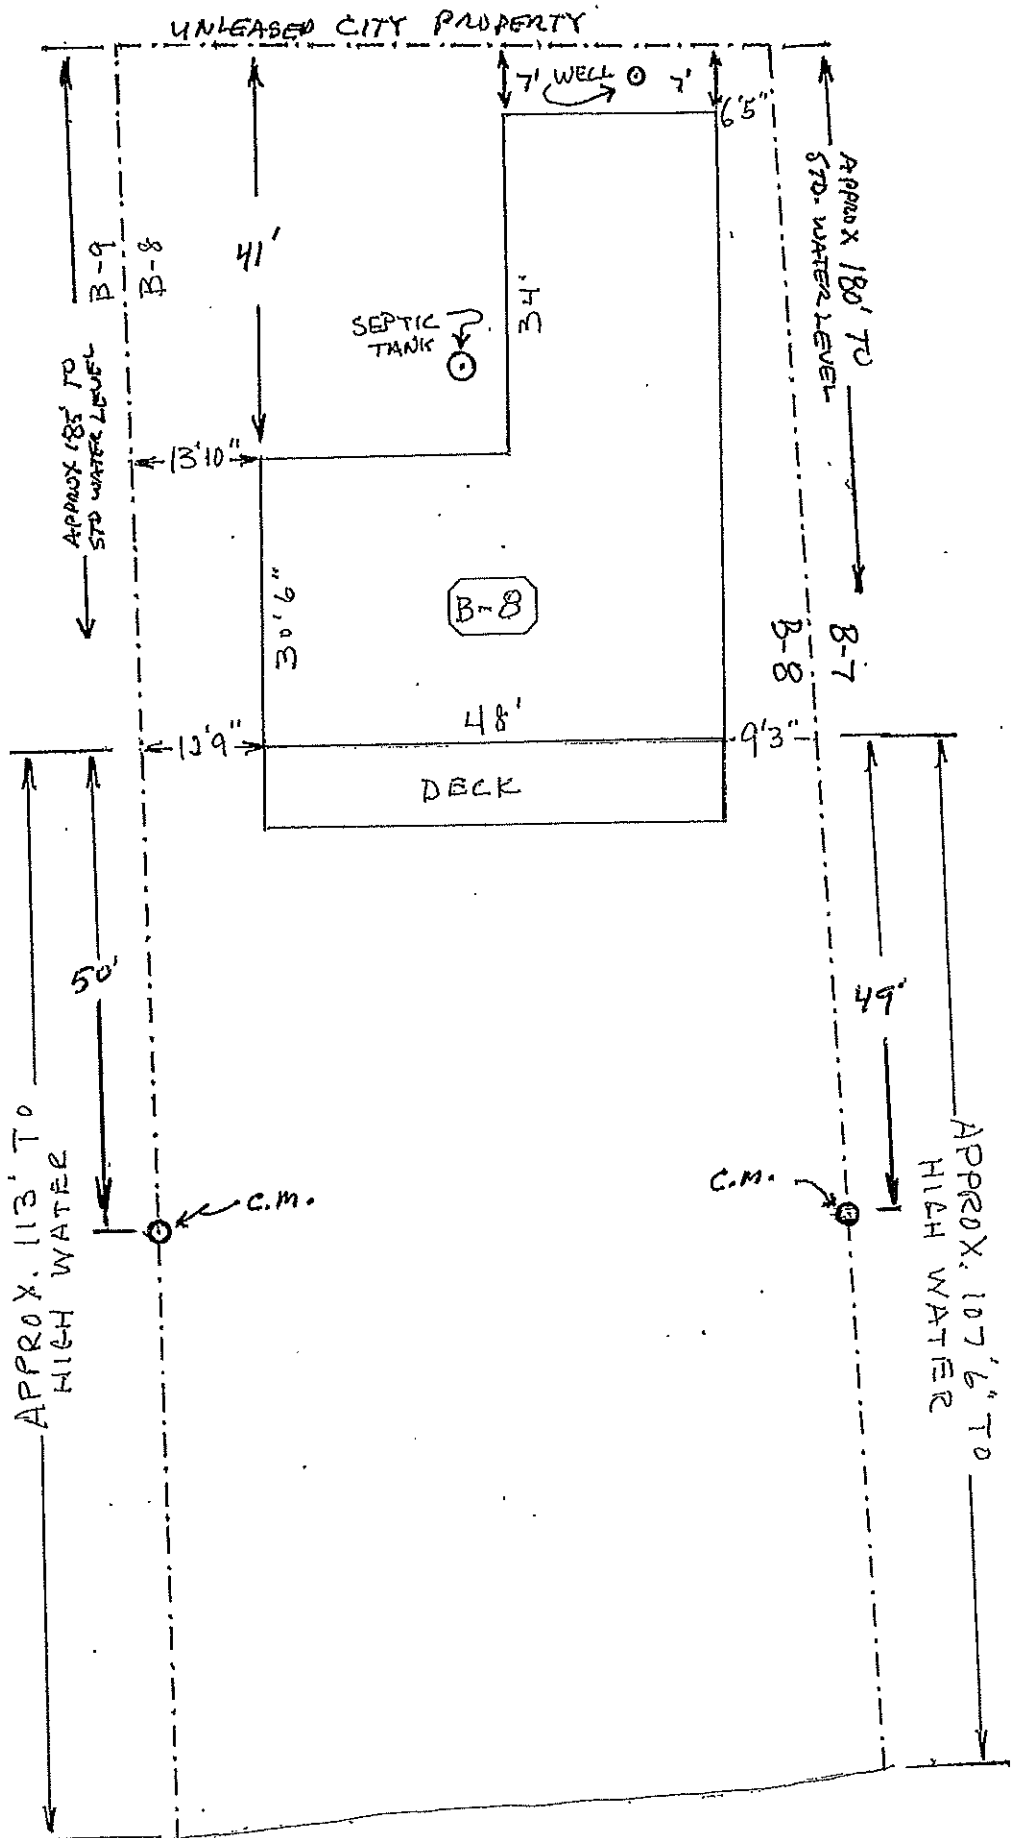 UNLEASED CITY PROPERTY
7' WELL 7'
6'5"
B-9
B-8
41'
APPROX 180' TO
STD. WATER LEVEL
SEPTIC
TANK
34'
APPROX 185' TO
STD WATER LEVEL
13'10"
30'6"
B-8
B-8
B-7
48'
12'9"
9'3"
DECK
50'
49'
C.M.
C.M.
APPROX. 113' TO
HIGH WATER
APPROX. 107'6" TO
HIGH WATER